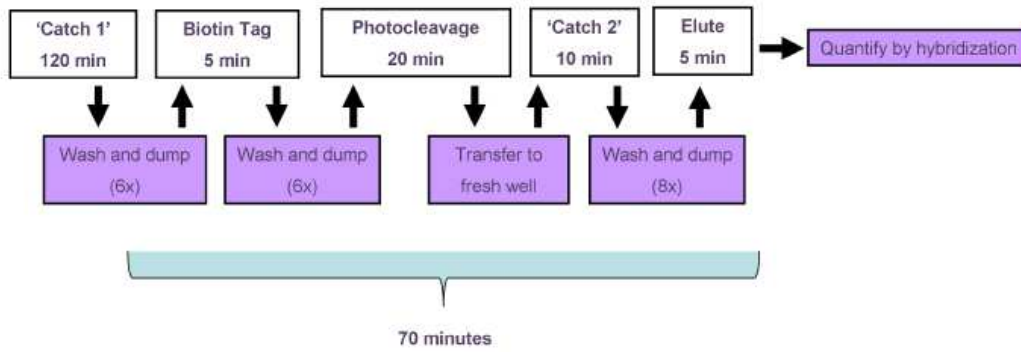 ‘Catch 1’
120 min
Biotin Tag
5 min
Photocleavage
20 min
‘Catch 2’
10 min
Elute
5 min
Quantify by hybridization
Wash and dump
(6x)
Wash and dump
(6x)
Transfer to
fresh well
Wash and dump
(8x)
70 minutes